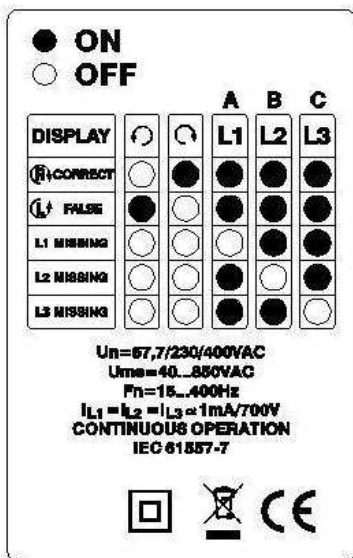 ON
OFF
A B C
DISPLAY L1 L2 L3
R CORRECT
L FALSE
L1 MISSING
L2 MISSING
L3 MISSING
Un=57,7/230/400VAC
Ume=40...850VAC
Fn=15...400Hz
IL1=IL2=IL3≈1mA/700V
CONTINUOUS OPERATION
IEC 61557-7
CE